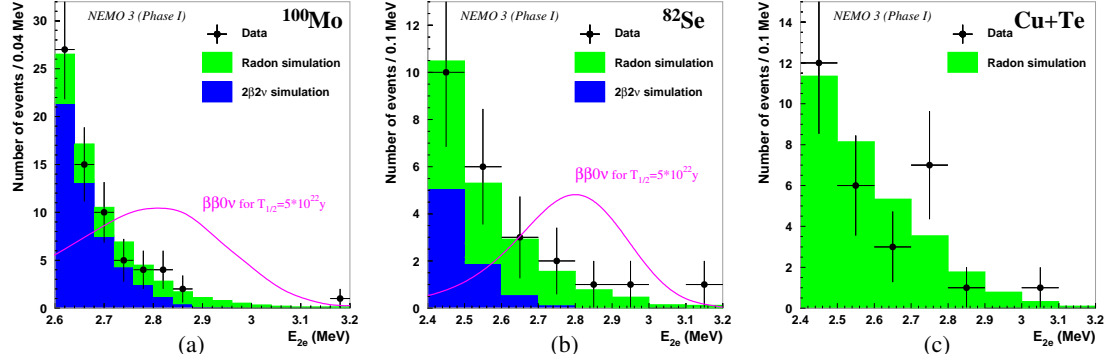 NEMO 3 (Phase I)
¹⁰⁰Mo
Number of events / 0.04 MeV
30
25
20
15
10
5
0
Data
Radon simulation
2β2ν simulation
ββ0ν for T₁/₂=5*10²²y
2.6
2.7
2.8
2.9
3
3.1
3.2
E₂ₑ (MeV)
(a)
NEMO 3 (Phase I)
⁸²Se
Number of events / 0.1 MeV
12
10
8
6
4
2
0
Data
Radon simulation
2β2ν simulation
ββ0ν for T₁/₂=5*10²²y
2.4
2.5
2.6
2.7
2.8
2.9
3
3.1
3.2
E₂ₑ (MeV)
(b)
NEMO 3 (Phase I)
Cu+Te
Number of events / 0.1 MeV
14
12
10
8
6
4
2
0
Data
Radon simulation
2.4
2.5
2.6
2.7
2.8
2.9
3
3.1
3.2
E₂ₑ (MeV)
(c)